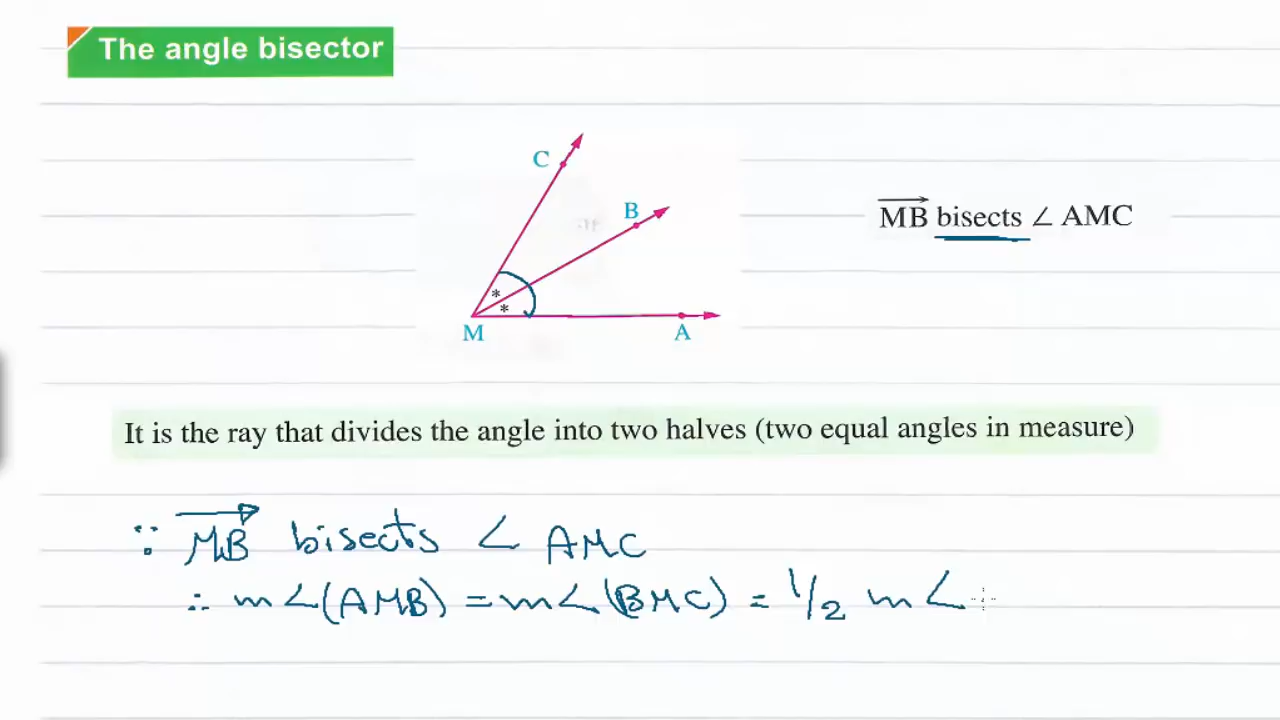 The angle bisector
C
B
MB bisects ∠ AMC
*
*
M
A
It is the ray that divides the angle into two halves (two equal angles in measure)
∵ MB bisects ∠ AMC
∴ m∠(AMB) = m∠(BMC) = 1/2 m∠